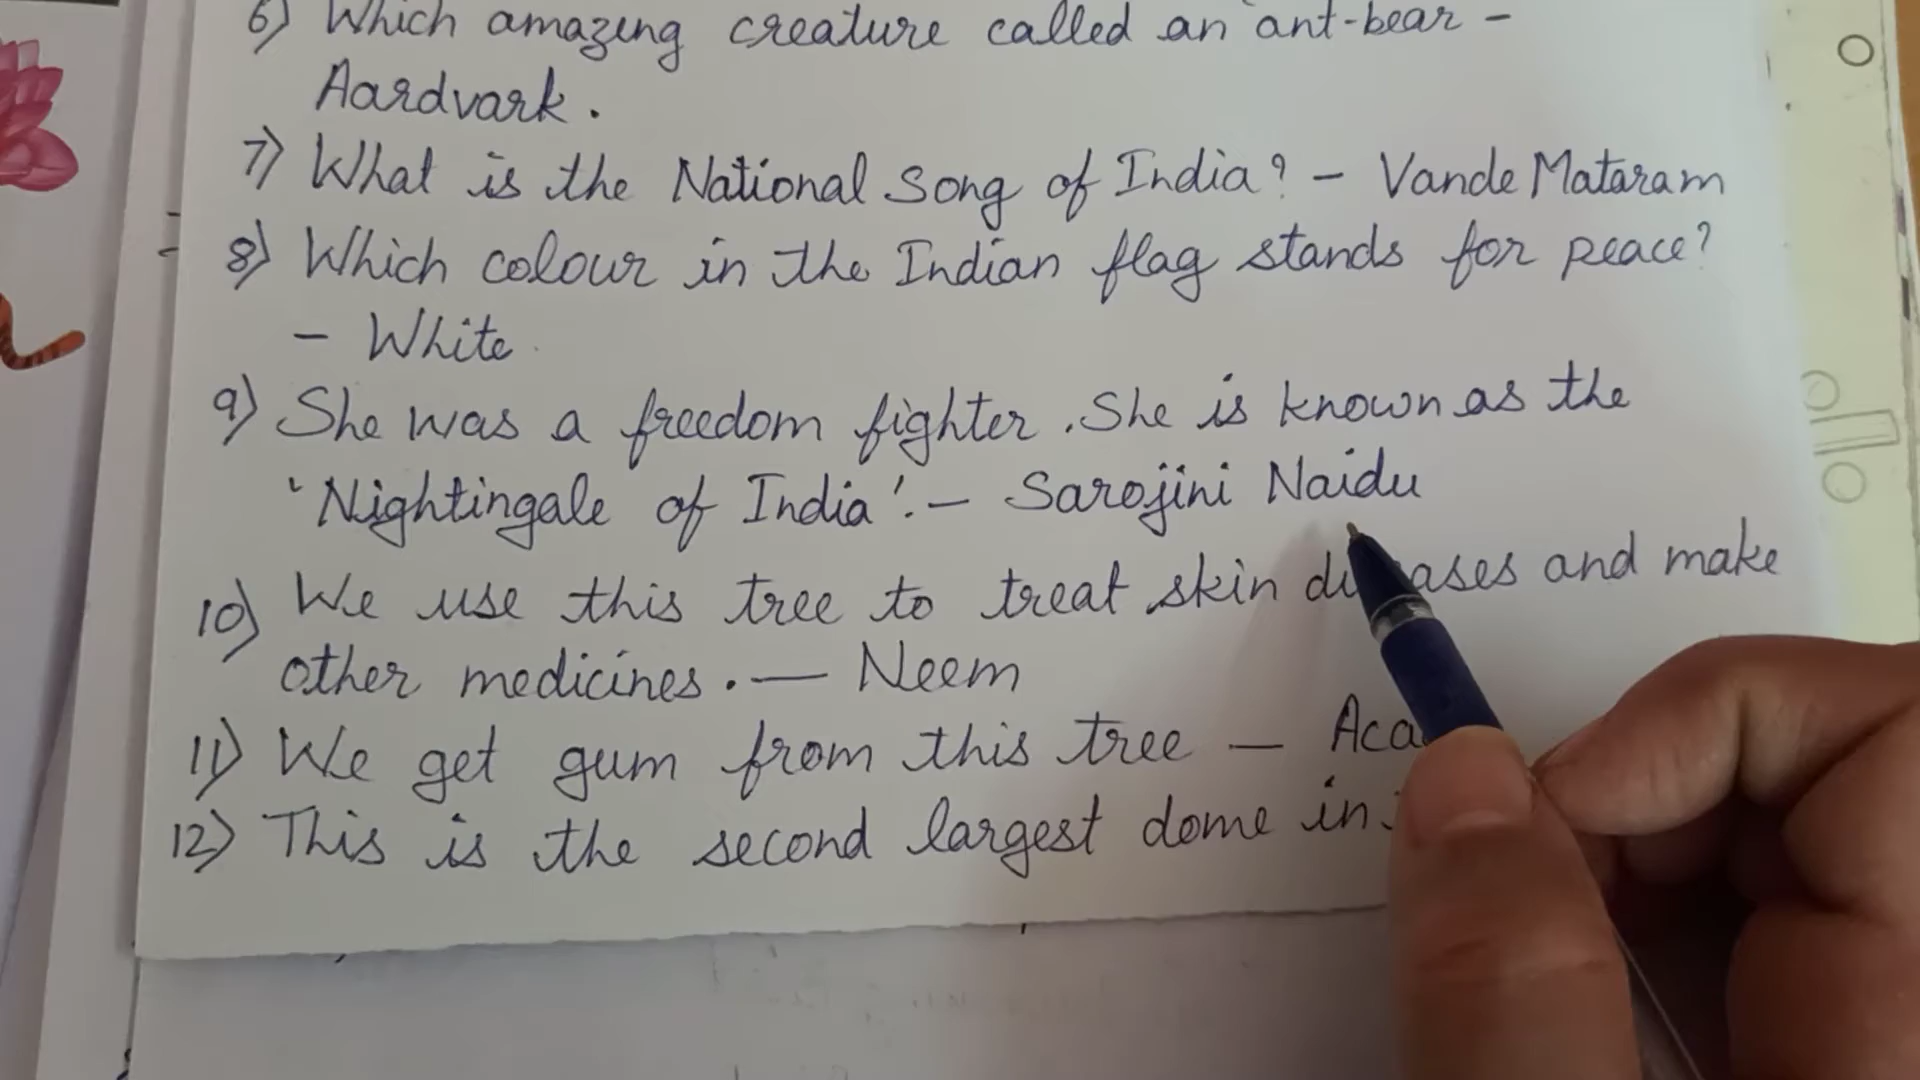 6) Which amazing creature called an ant-bear -
Aardvark.
7) What is the National Song of India? - Vande Mataram
8) Which colour in the Indian flag stands for peace?
- White
9) She was a freedom fighter. She is known as the
'Nightingale of India'. - Sarojini Naidu
10) We use this tree to treat skin and make
other medicines. — Neem
11) We get gum from this tree —
12) This is the second largest dome in